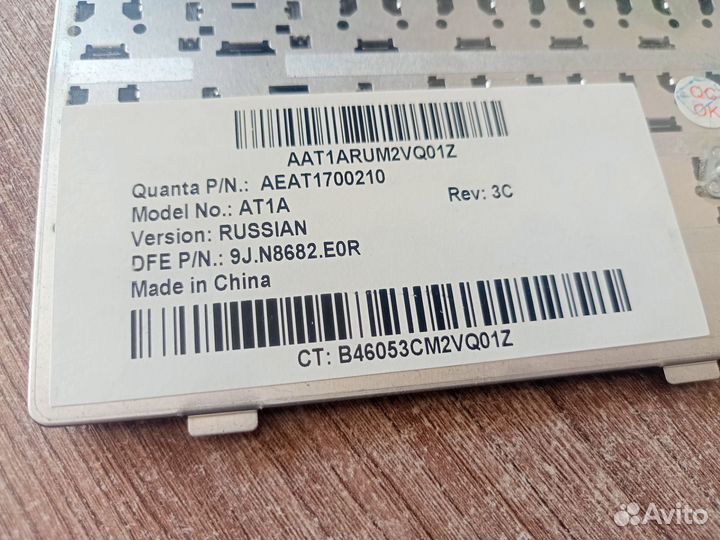 QC
OK
AAT1ARUM2VQ01Z
Quanta P/N.: AEAT1700210
Model No.: AT1A
Rev: 3C
Version: RUSSIAN
DFE P/N.: 9J.N8682.E0R
Made in China
CT: B46053CM2VQ01Z
Avito